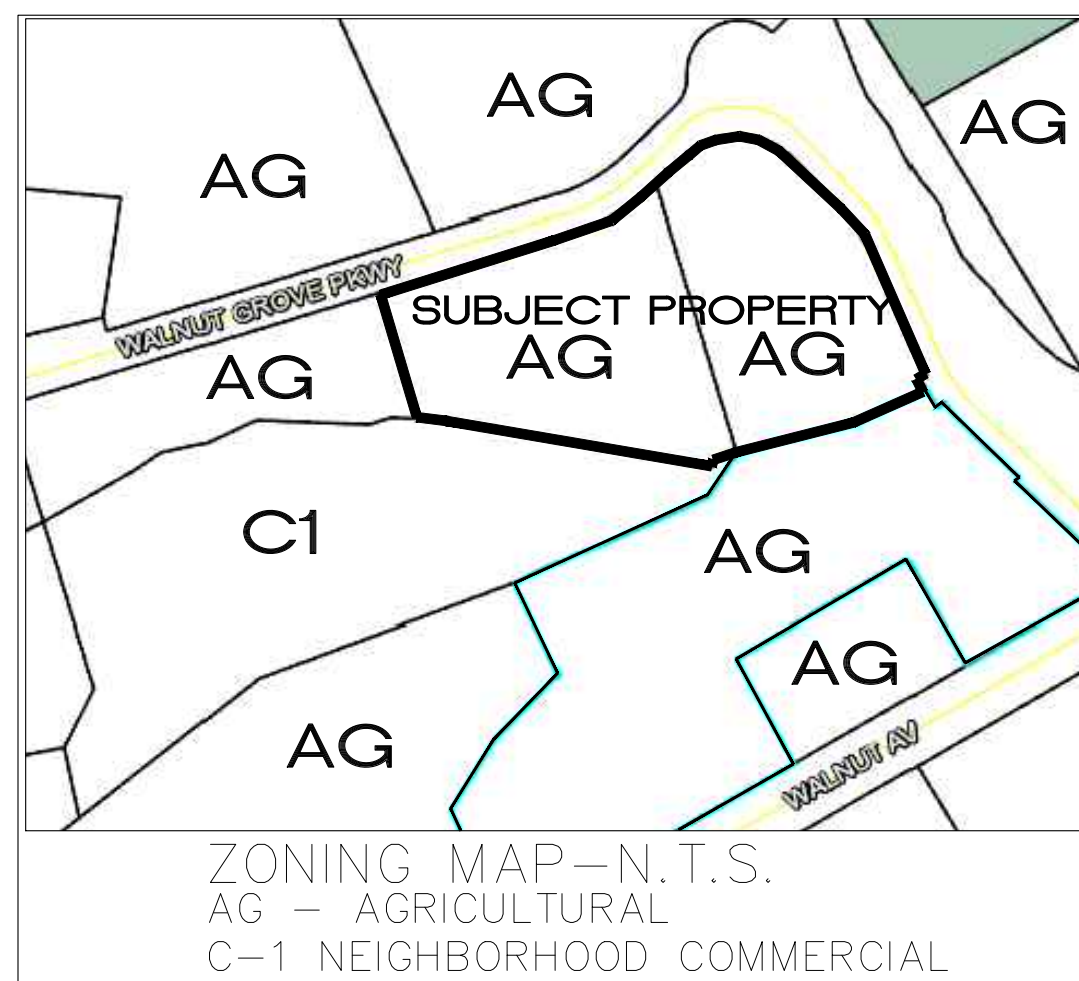 AG
AG
AG
WALNUT GROVE PKWY
SUBJECT PROPERTY
AG
AG
AG
C1
AG
AG
AG
WALNUT AV
ZONING MAP-N.T.S.
AG - AGRICULTURAL
C-1 NEIGHBORHOOD COMMERCIAL